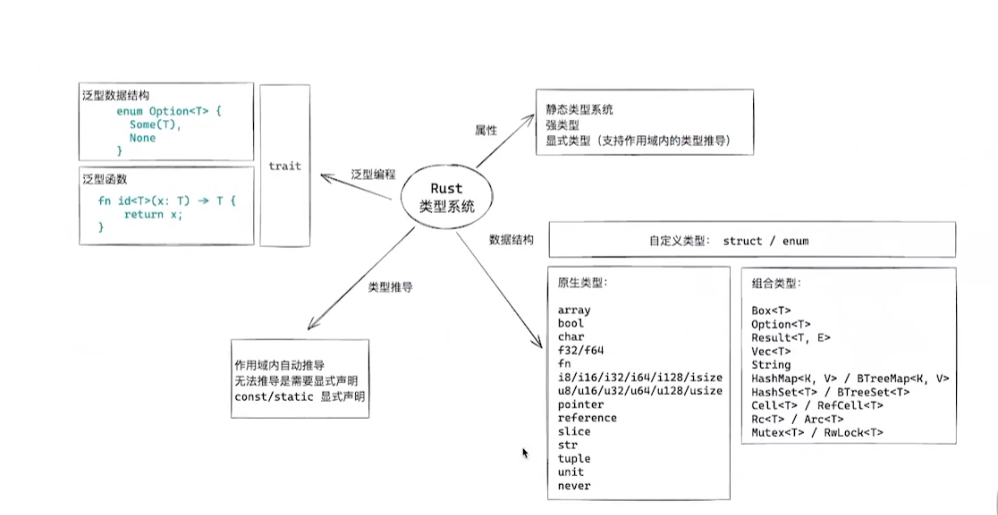 泛型数据结构
enum Option<T> {
Some(T),
None
}
泛型函数
fn id<T>(x: T) → T {
return x;
}
trait
泛型编程
Rust
类型系统
属性
静态类型系统
强类型
显式类型（支持作用域内的类型推导）
类型推导
作用域内自动推导
无法推导是需要显式声明
const/static 显式声明
数据结构
自定义类型： struct / enum
原生类型：
array
bool
char
f32/f64
fn
i8/i16/i32/i64/i128/isize
u8/u16/u32/u64/u128/usize
pointer
reference
slice
str
tuple
unit
never
组合类型：
Box<T>
Option<T>
Result<T, E>
Vec<T>
String
HashMap<K, V> / BTreeMap<K, V>
HashSet<T> / BTreeSet<T>
Cell<T> / RefCell<T>
Rc<T> / Arc<T>
Mutex<T> / RwLock<T>